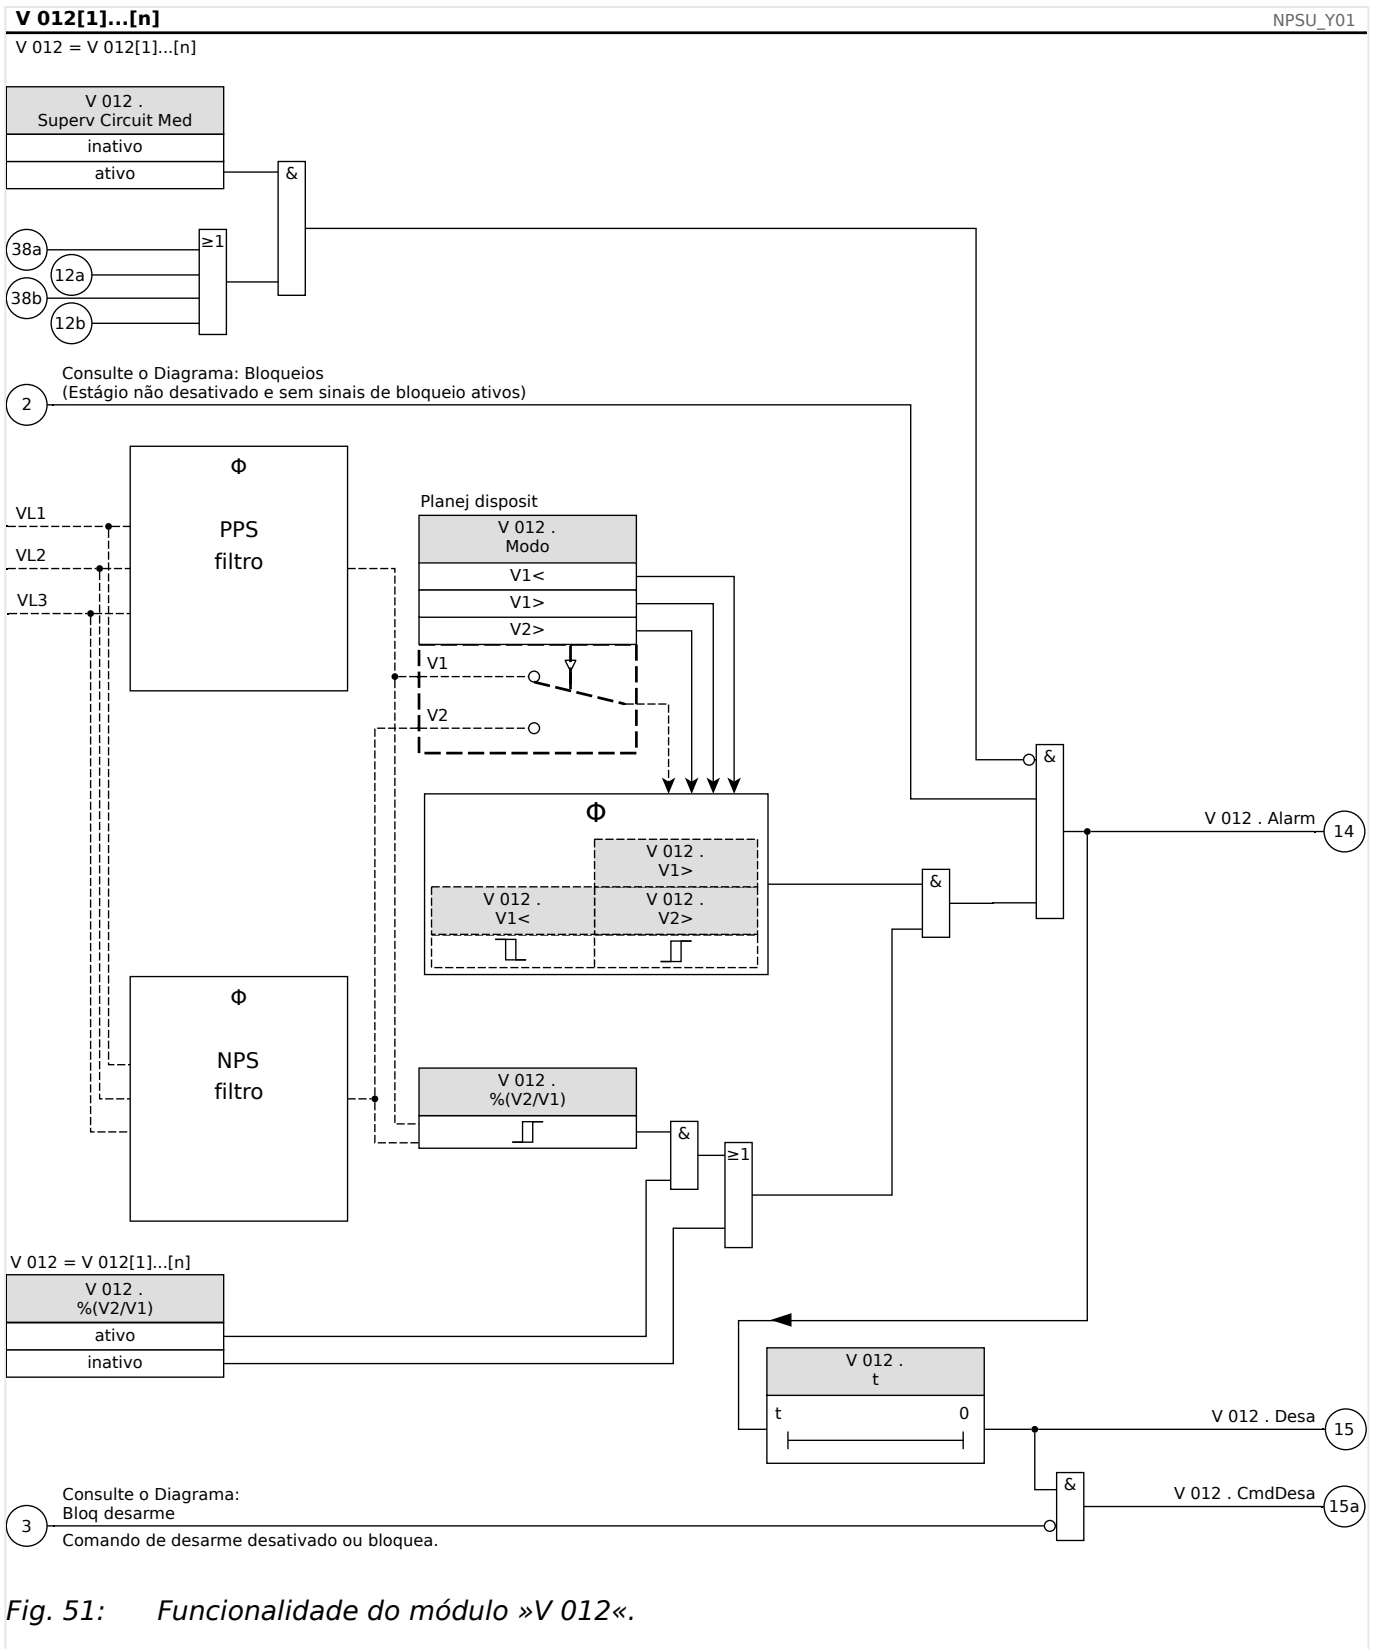 V 012[1]...[n]
NPSU_Y01
V 012 = V 012[1]...[n]
V 012 .
Superv Circuit Med
inativo
ativo
&
38a
≥1
12a
38b
12b
Consulte o Diagrama: Bloqueios
(Estágio não desativado e sem sinais de bloqueio ativos)
2
Φ
PPS
filtro
VL1
VL2
VL3
Planej disposit
V 012 .
Modo
V1<
V1>
V2>
V1
V2
Φ
V 012 .
V1>
V 012 .
V1<
V 012 .
V2>
&
&
V 012 . Alarm
14
Φ
NPS
filtro
V 012 .
%(V2/V1)
&
≥1
V 012 = V 012[1]...[n]
V 012 .
%(V2/V1)
ativo
inativo
V 012 .
t
t
0
V 012 . Desa
15
&
V 012 . CmdDesa
15a
Consulte o Diagrama:
Bloq desarme
3
Comando de desarme desativado ou bloquea.
Fig. 51: Funcionalidade do módulo »V 012«.